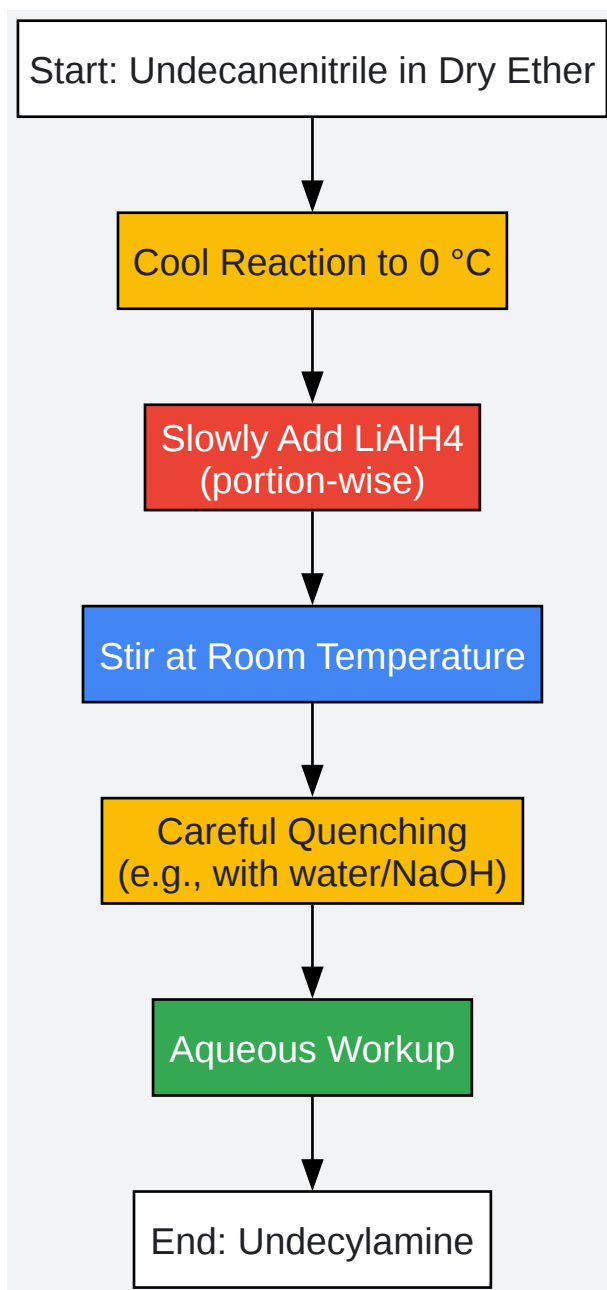 Start: Undecanenitrile in Dry Ether
Cool Reaction to 0 °C
Slowly Add LiAlH4
(portion-wise)
Stir at Room Temperature
Careful Quenching
(e.g., with water/NaOH)
Aqueous Workup
End: Undecylamine